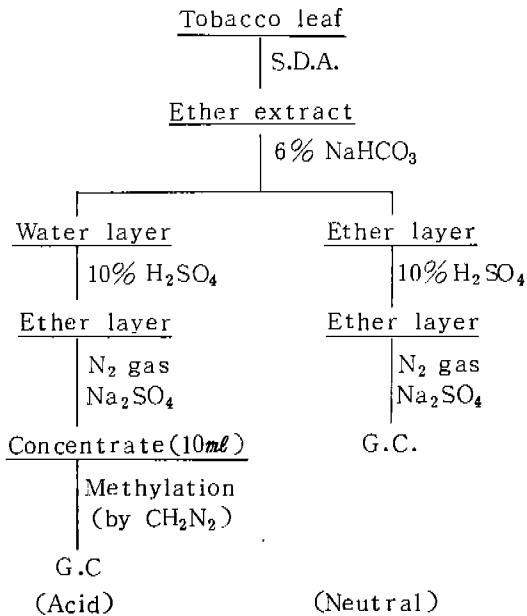 Tobacco leaf
S.D.A.
Ether extract
6% NaHCO₃
Water layer
Ether layer
10% H₂SO₄
10% H₂SO₄
Ether layer
Ether layer
N₂ gas
Na₂SO₄
N₂ gas
Na₂SO₄
Concentrate(10mℓ)
G.C.
Methylation
(by CH₂N₂)
G.C
(Acid)
(Neutral)